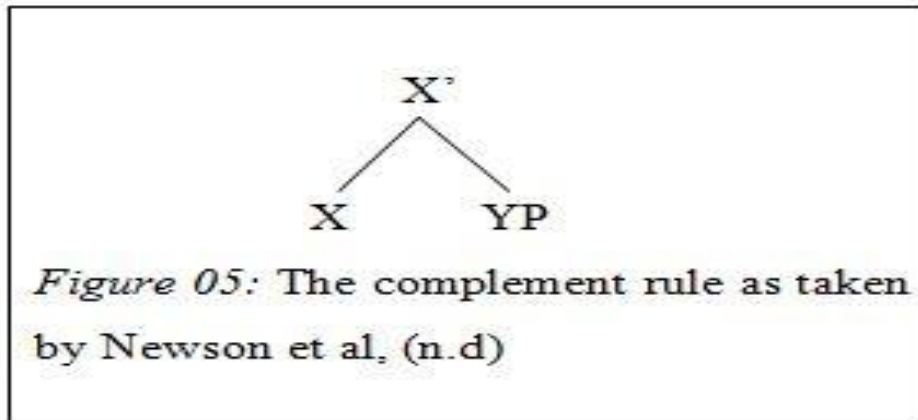 X’
X YP
Figure 05: The complement rule as taken
by Newson et al, (n.d)